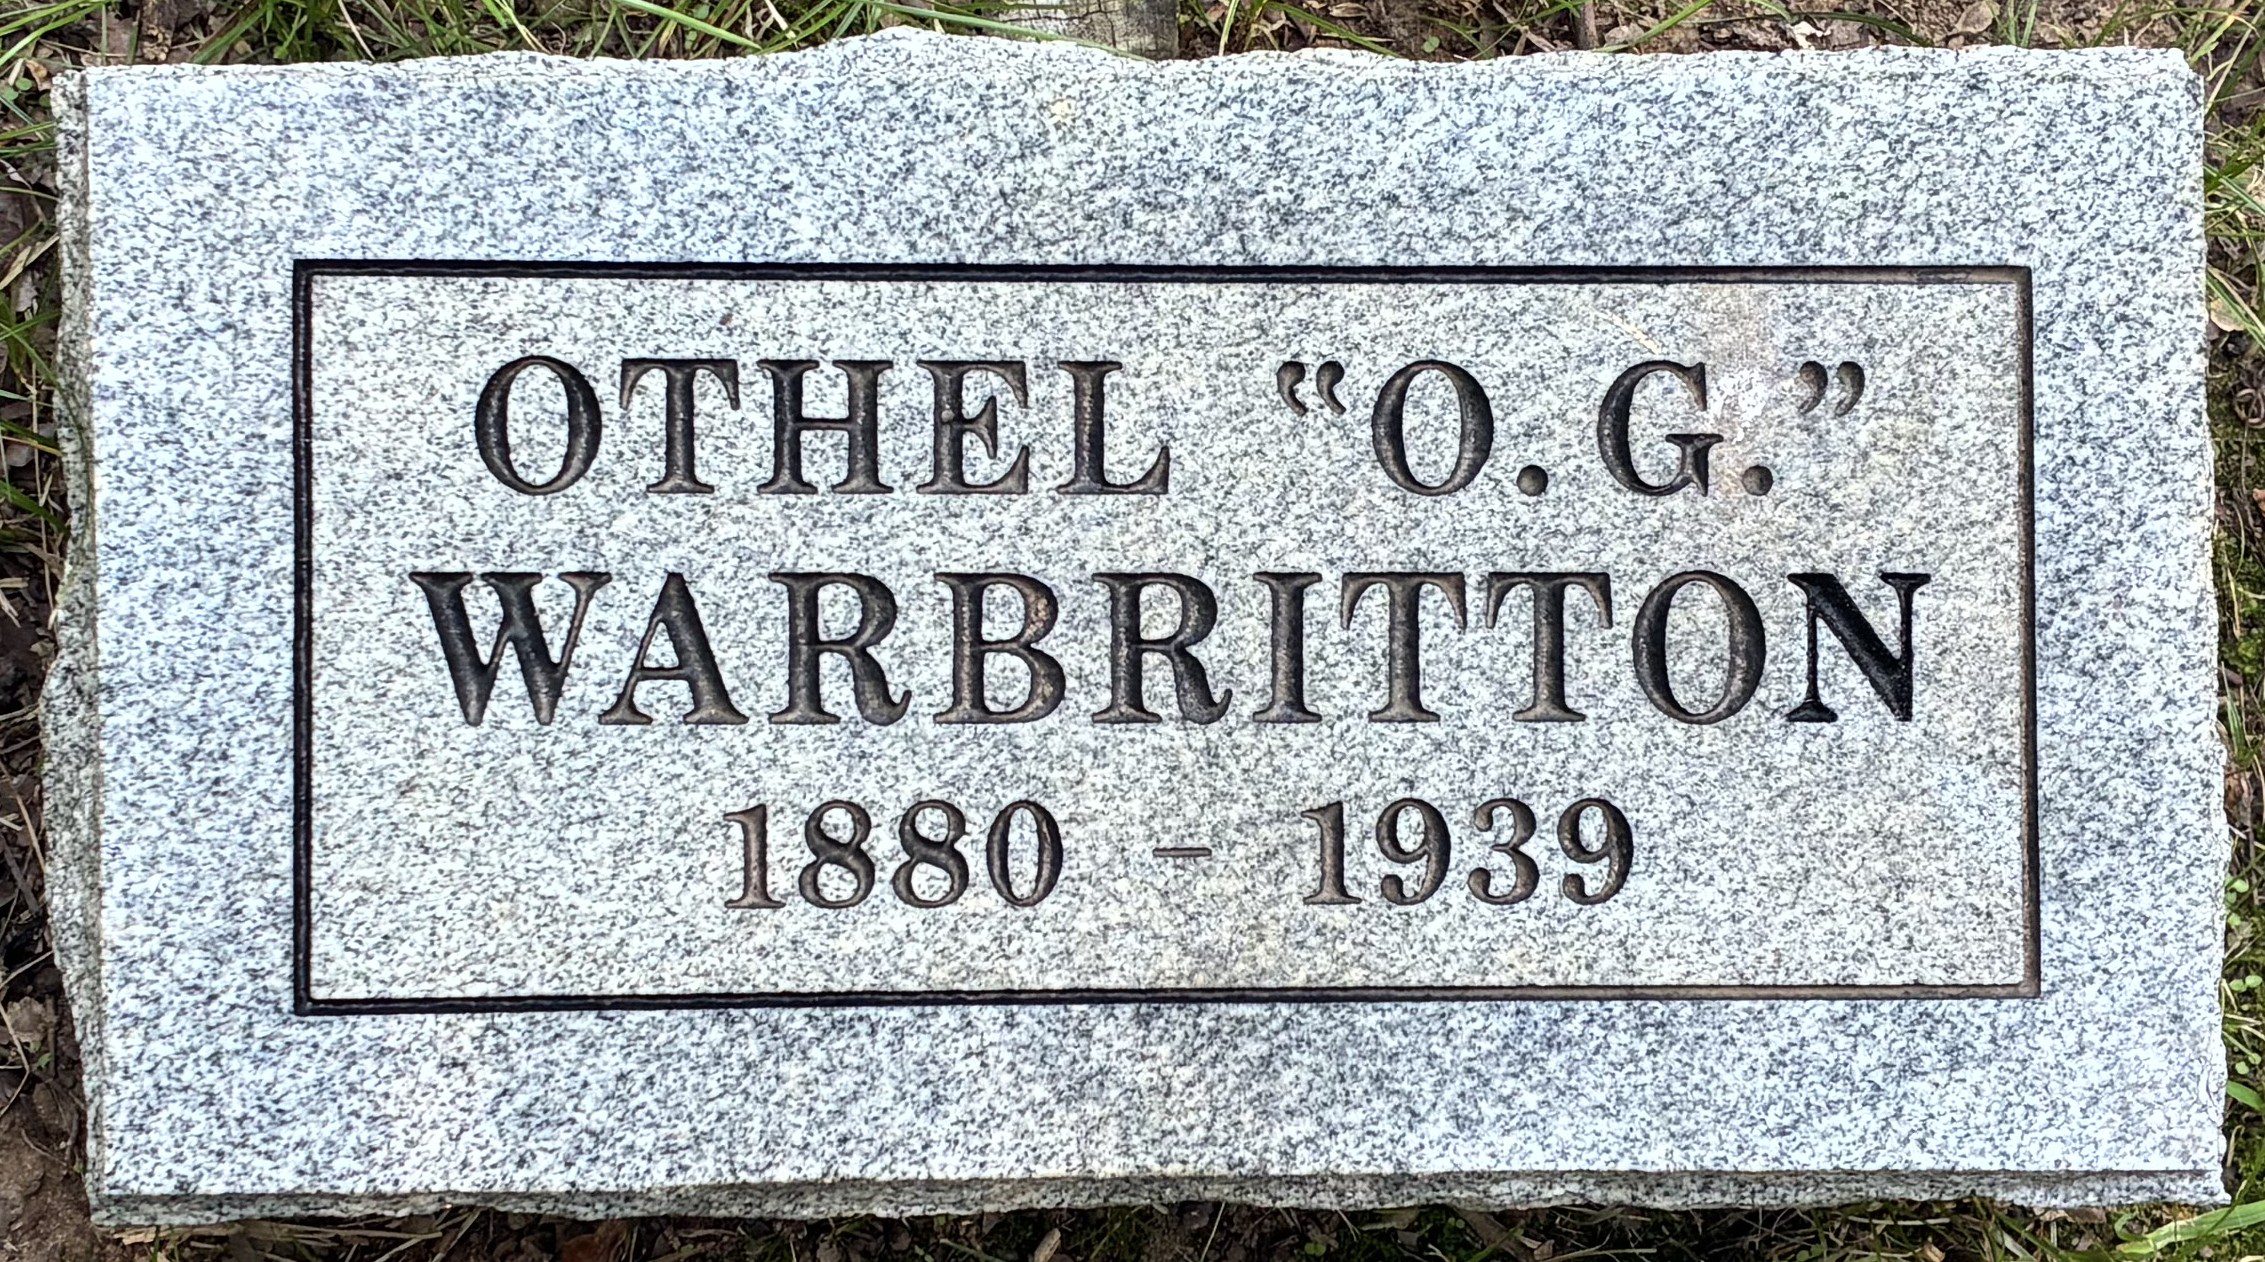 OTHEL “O.G.”
WARBRITTON
1880 - 1939